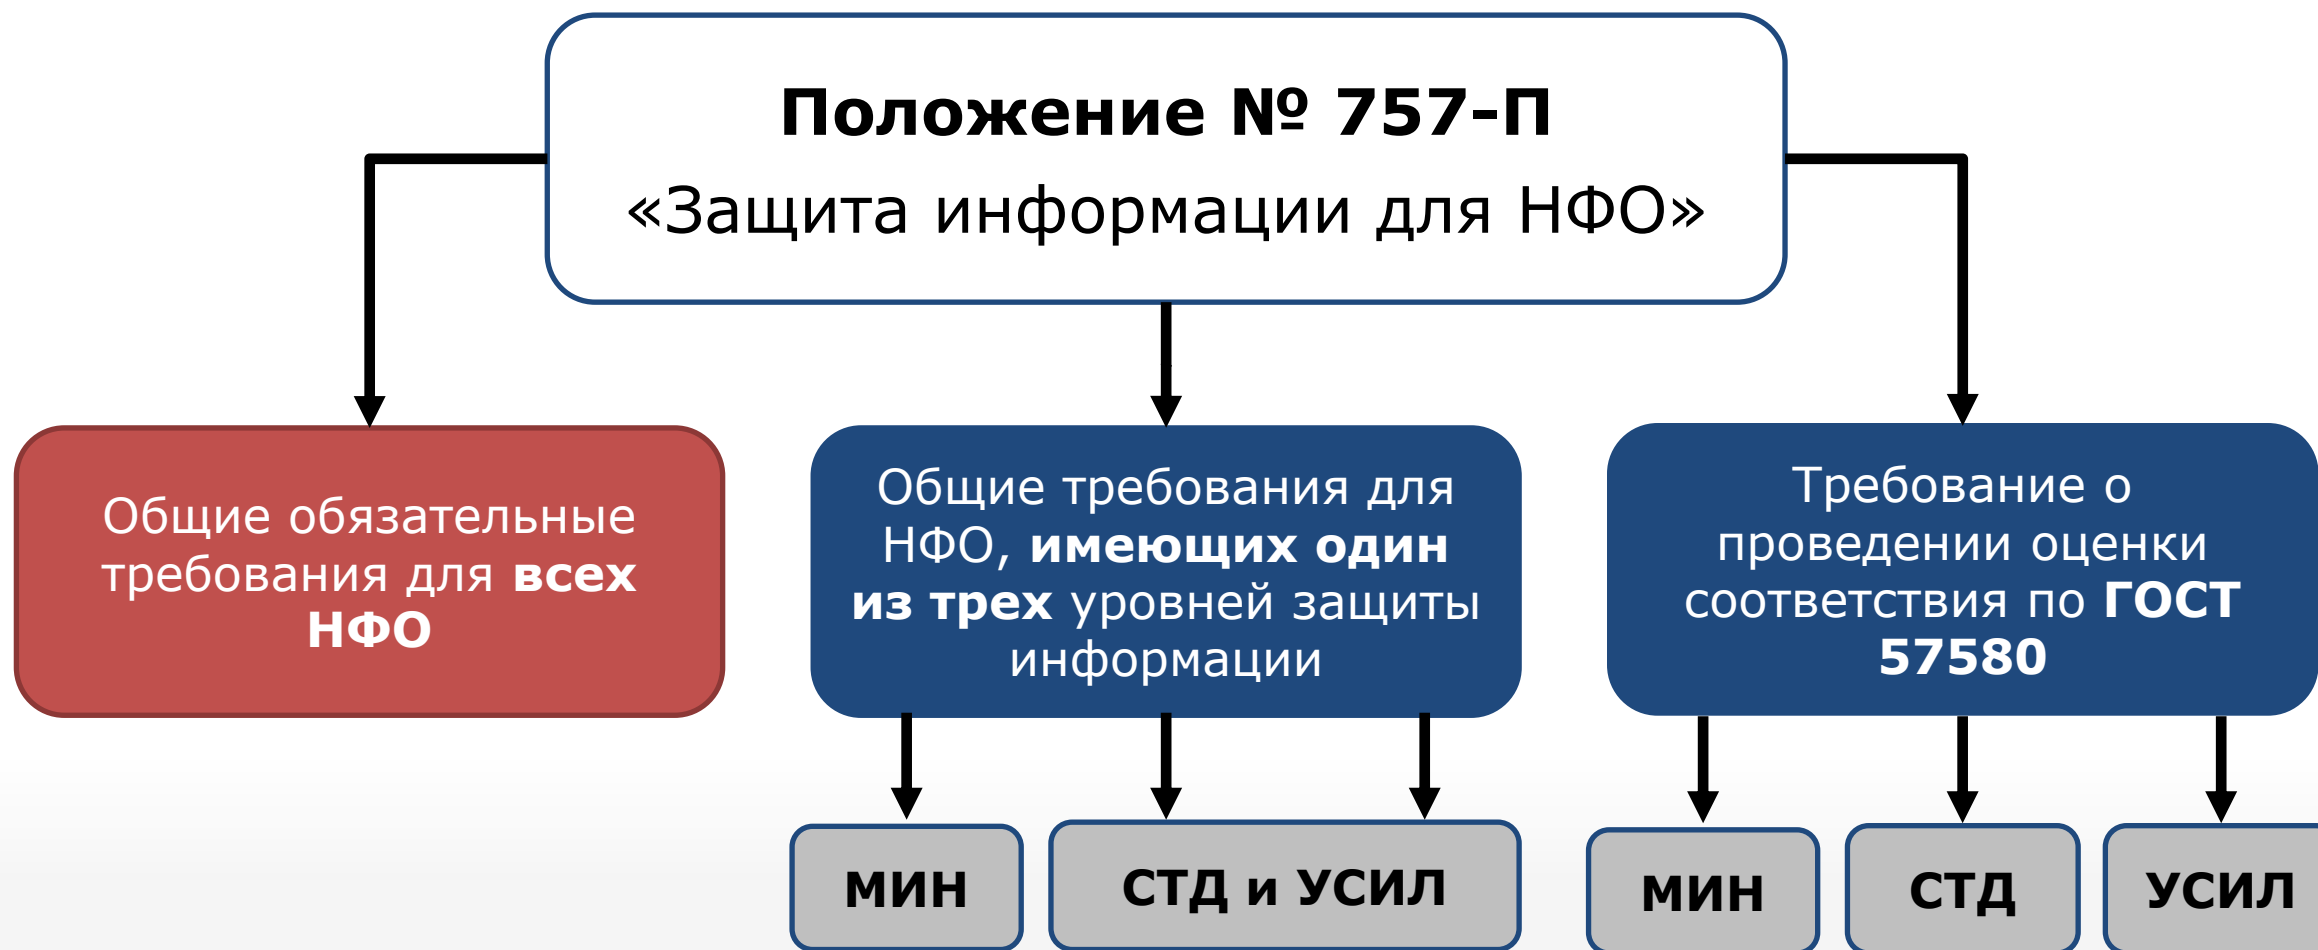 Положение № 757-П
«Защита информации для НФО»
Общие обязательные
требования для всех
НФО
Общие требования для
НФО, имеющих один
из трех уровней защиты
информации
Требование о
проведении оценки
соответствия по ГОСТ
57580
МИН
СТД и УСИЛ
МИН
СТД
УСИЛ